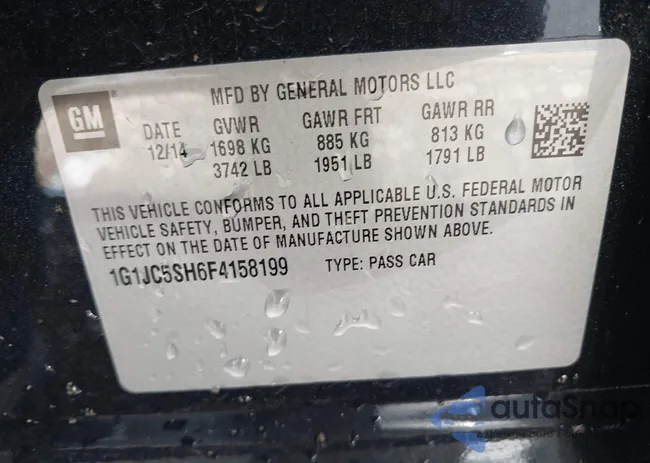 MFD BY GENERAL MOTORS LLC
GM
DATE GVWR GAWR FRT GAWR RR
12/14 1698 KG 885 KG 813 KG
3742 LB 1951 LB 1791 LB
THIS VEHICLE CONFORMS TO ALL APPLICABLE U.S. FEDERAL MOTOR
VEHICLE SAFETY, BUMPER, AND THEFT PREVENTION STANDARDS IN
EFFECT ON THE DATE OF MANUFACTURE SHOWN ABOVE.
1G1JC5SH6F4158199 TYPE: PASS CAR
autoSnap